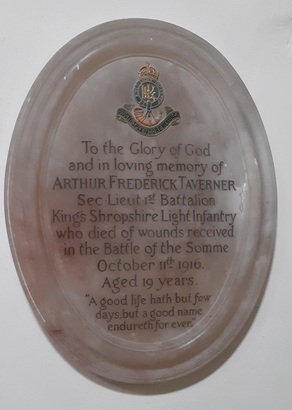 To the Glory of God
and in loving memory of
ARTHUR FREDERICK TAVERNER
Sec Lieut 1st Battalion
Kings Shropshire Light Infantry
who died of wounds received
in the Battle of the Somme
October 11th 1916.
Aged 19 years.
"A good life hath but few
days, but a good name
endureth for ever."